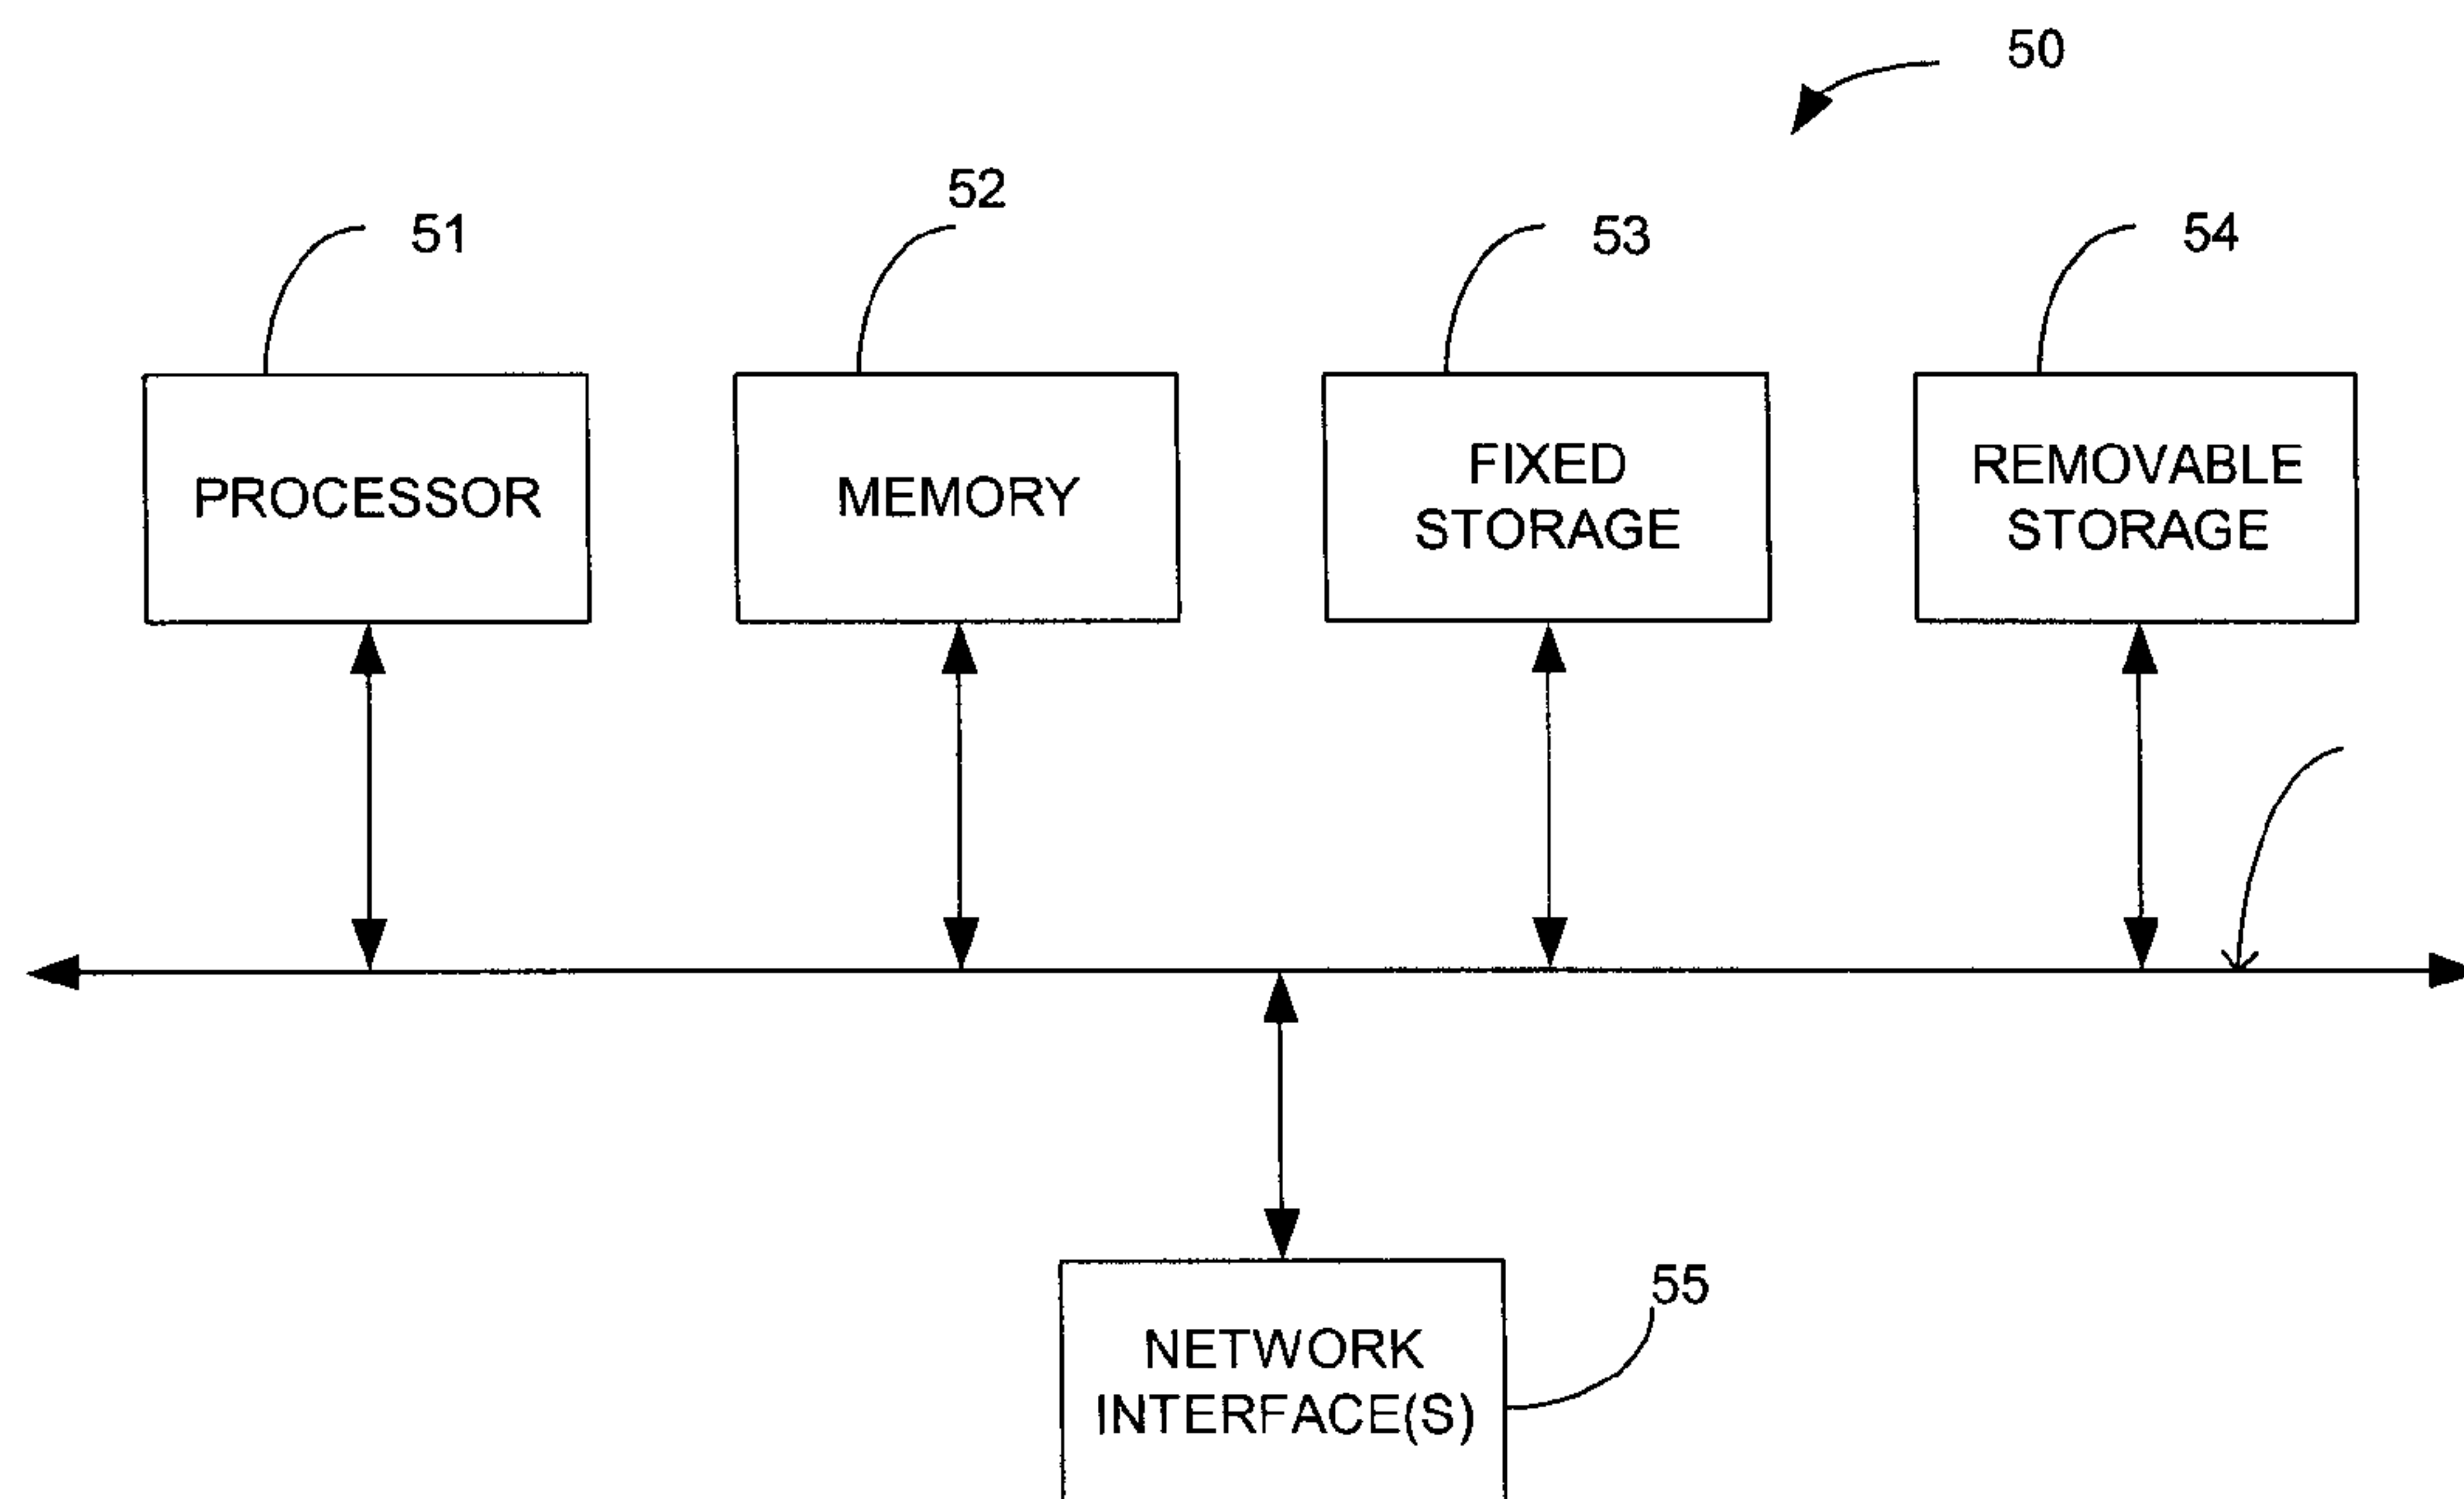 50
51
52
53
54
PROCESSOR
MEMORY
FIXED
STORAGE
REMOVABLE
STORAGE
55
NETWORK
INTERFACE(S)